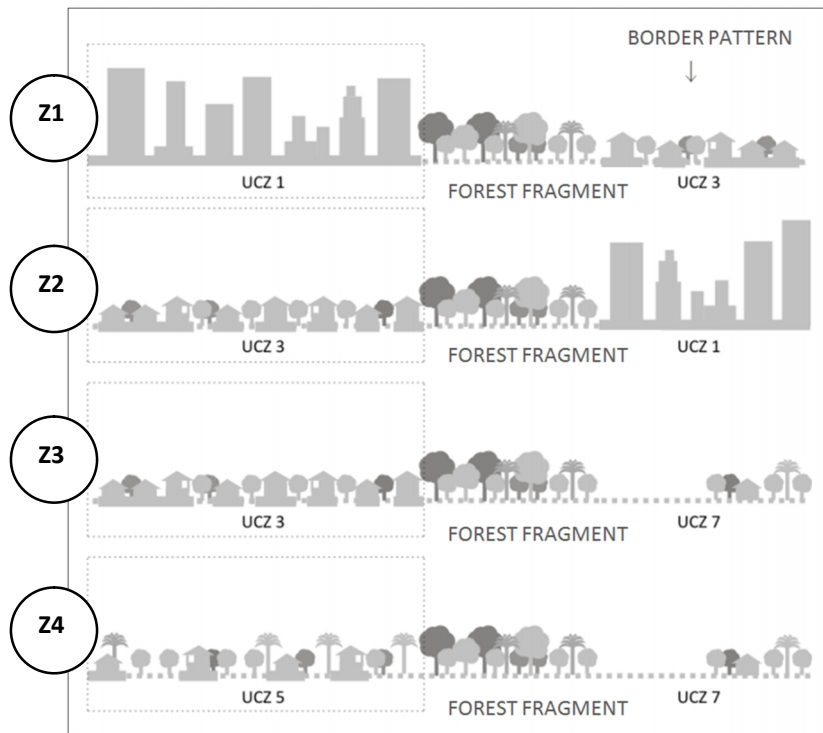 BORDER PATTERN
Z1
UCZ 1
FOREST FRAGMENT
UCZ 3
Z2
UCZ 3
FOREST FRAGMENT
UCZ 1
Z3
UCZ 3
FOREST FRAGMENT
UCZ 7
Z4
UCZ 5
FOREST FRAGMENT
UCZ 7